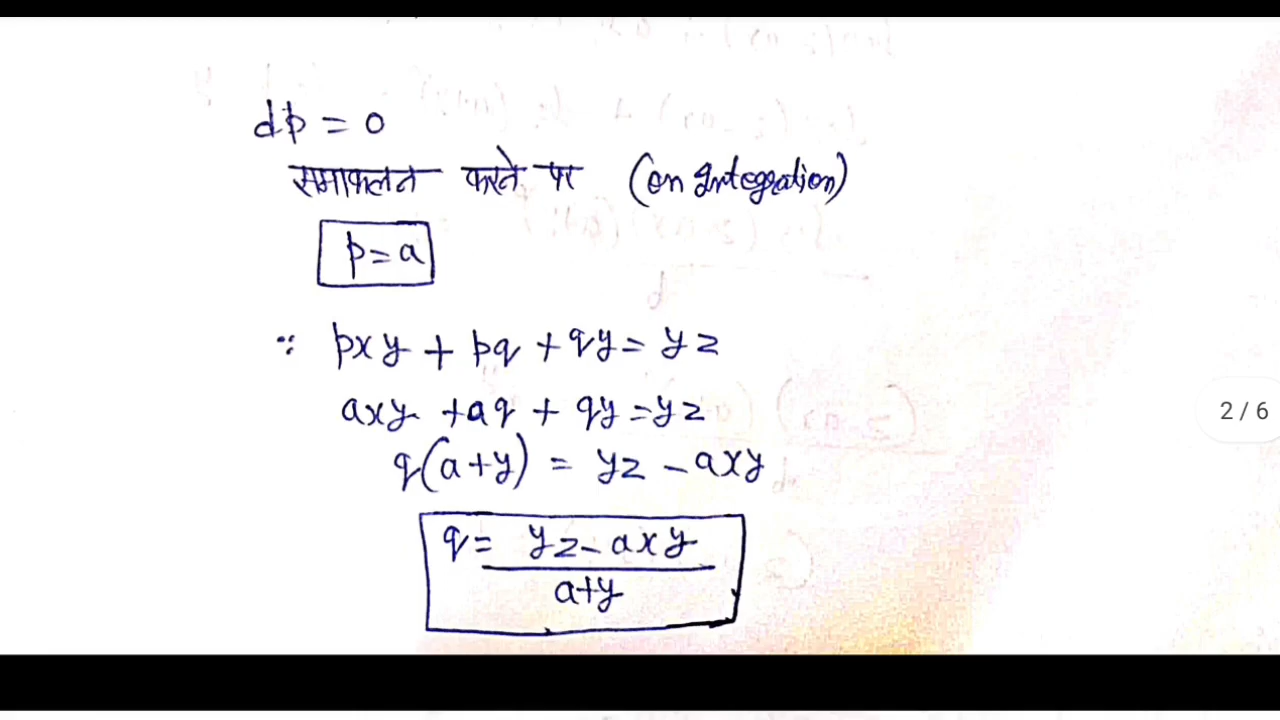 dp = 0
समाकलन करने पर (on Integration)
p = a
∵ pxy + pq + qy = yz
axy + aq + qy = yz
q(a+y) = yz - axy
q = yz - axy
a+y
2 / 6